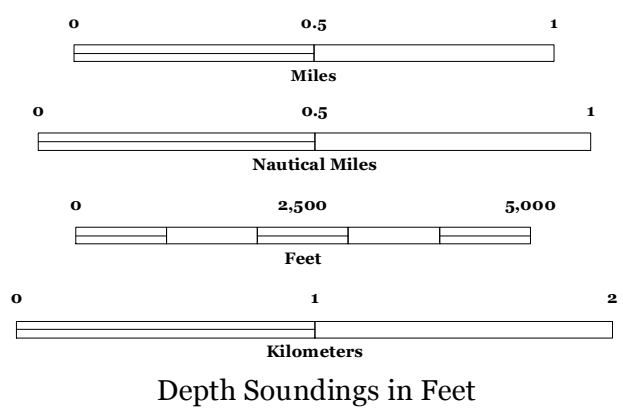 0 0.5 1
Miles
0 0.5 1
Nautical Miles
0 2,500 5,000
Feet
0 1 2
Kilometers
Depth Soundings in Feet